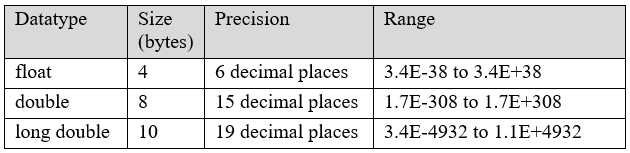 Datatype Size (bytes) Precision Range
float 4 6 decimal places 3.4E-38 to 3.4E+38
double 8 15 decimal places 1.7E-308 to 1.7E+308
long double 10 19 decimal places 3.4E-4932 to 1.1E+4932